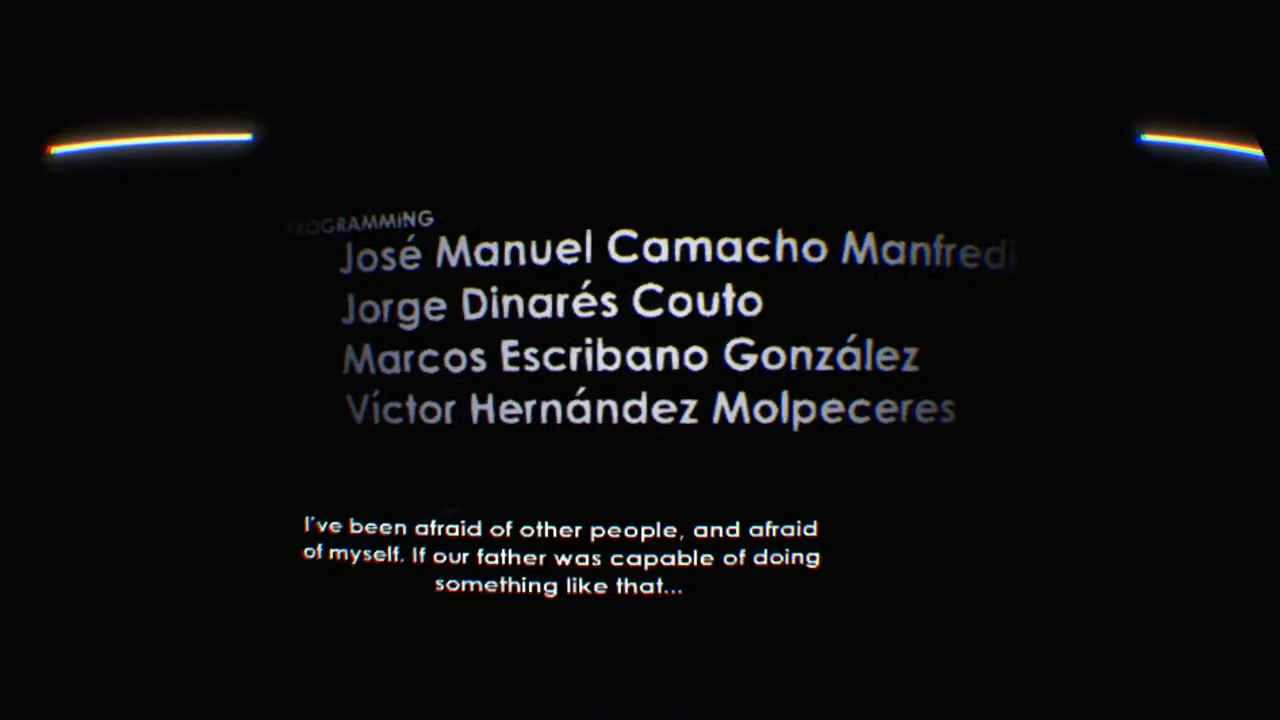 PROGRAMMING
José Manuel Camacho Manfredi
Jorge Dinarés Couto
Marcos Escribano González
Víctor Hernández Molpeceres
I've been afraid of other people, and afraid
of myself. If our father was capable of doing
something like that...